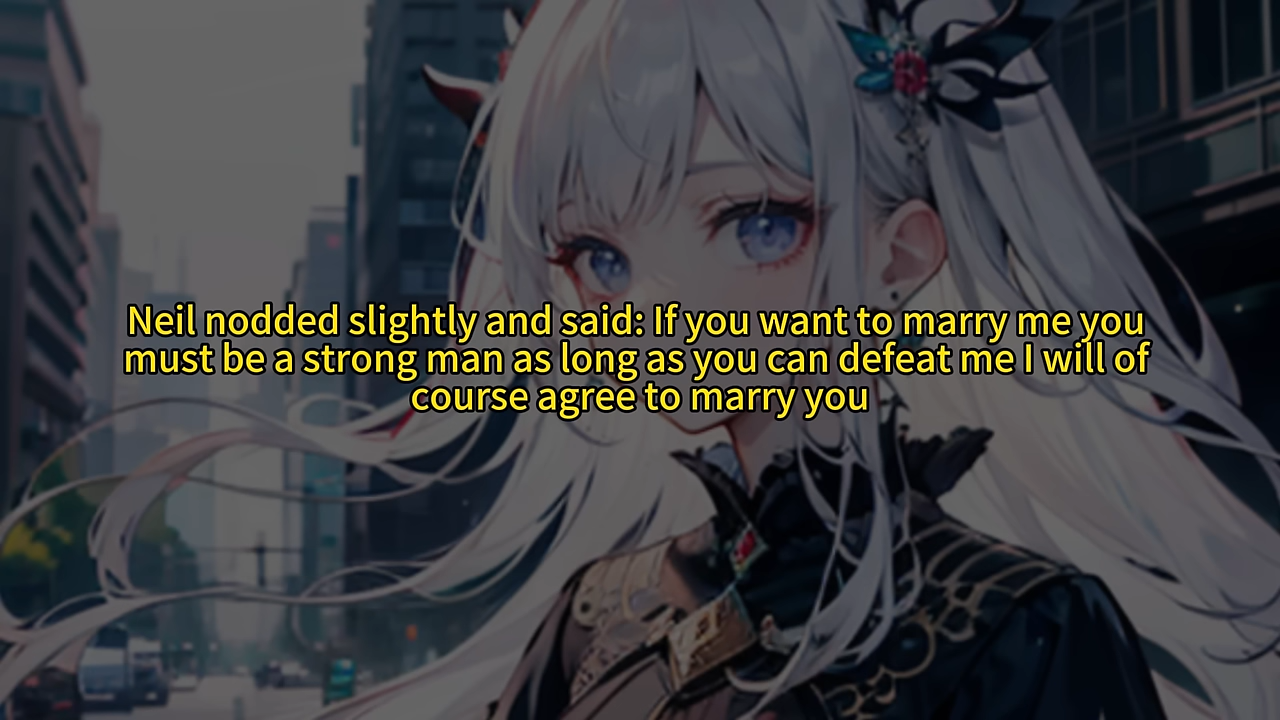 Neil nodded slightly and said: If you want to marry me you
must be a strong man as long as you can defeat me I will of
course agree to marry you